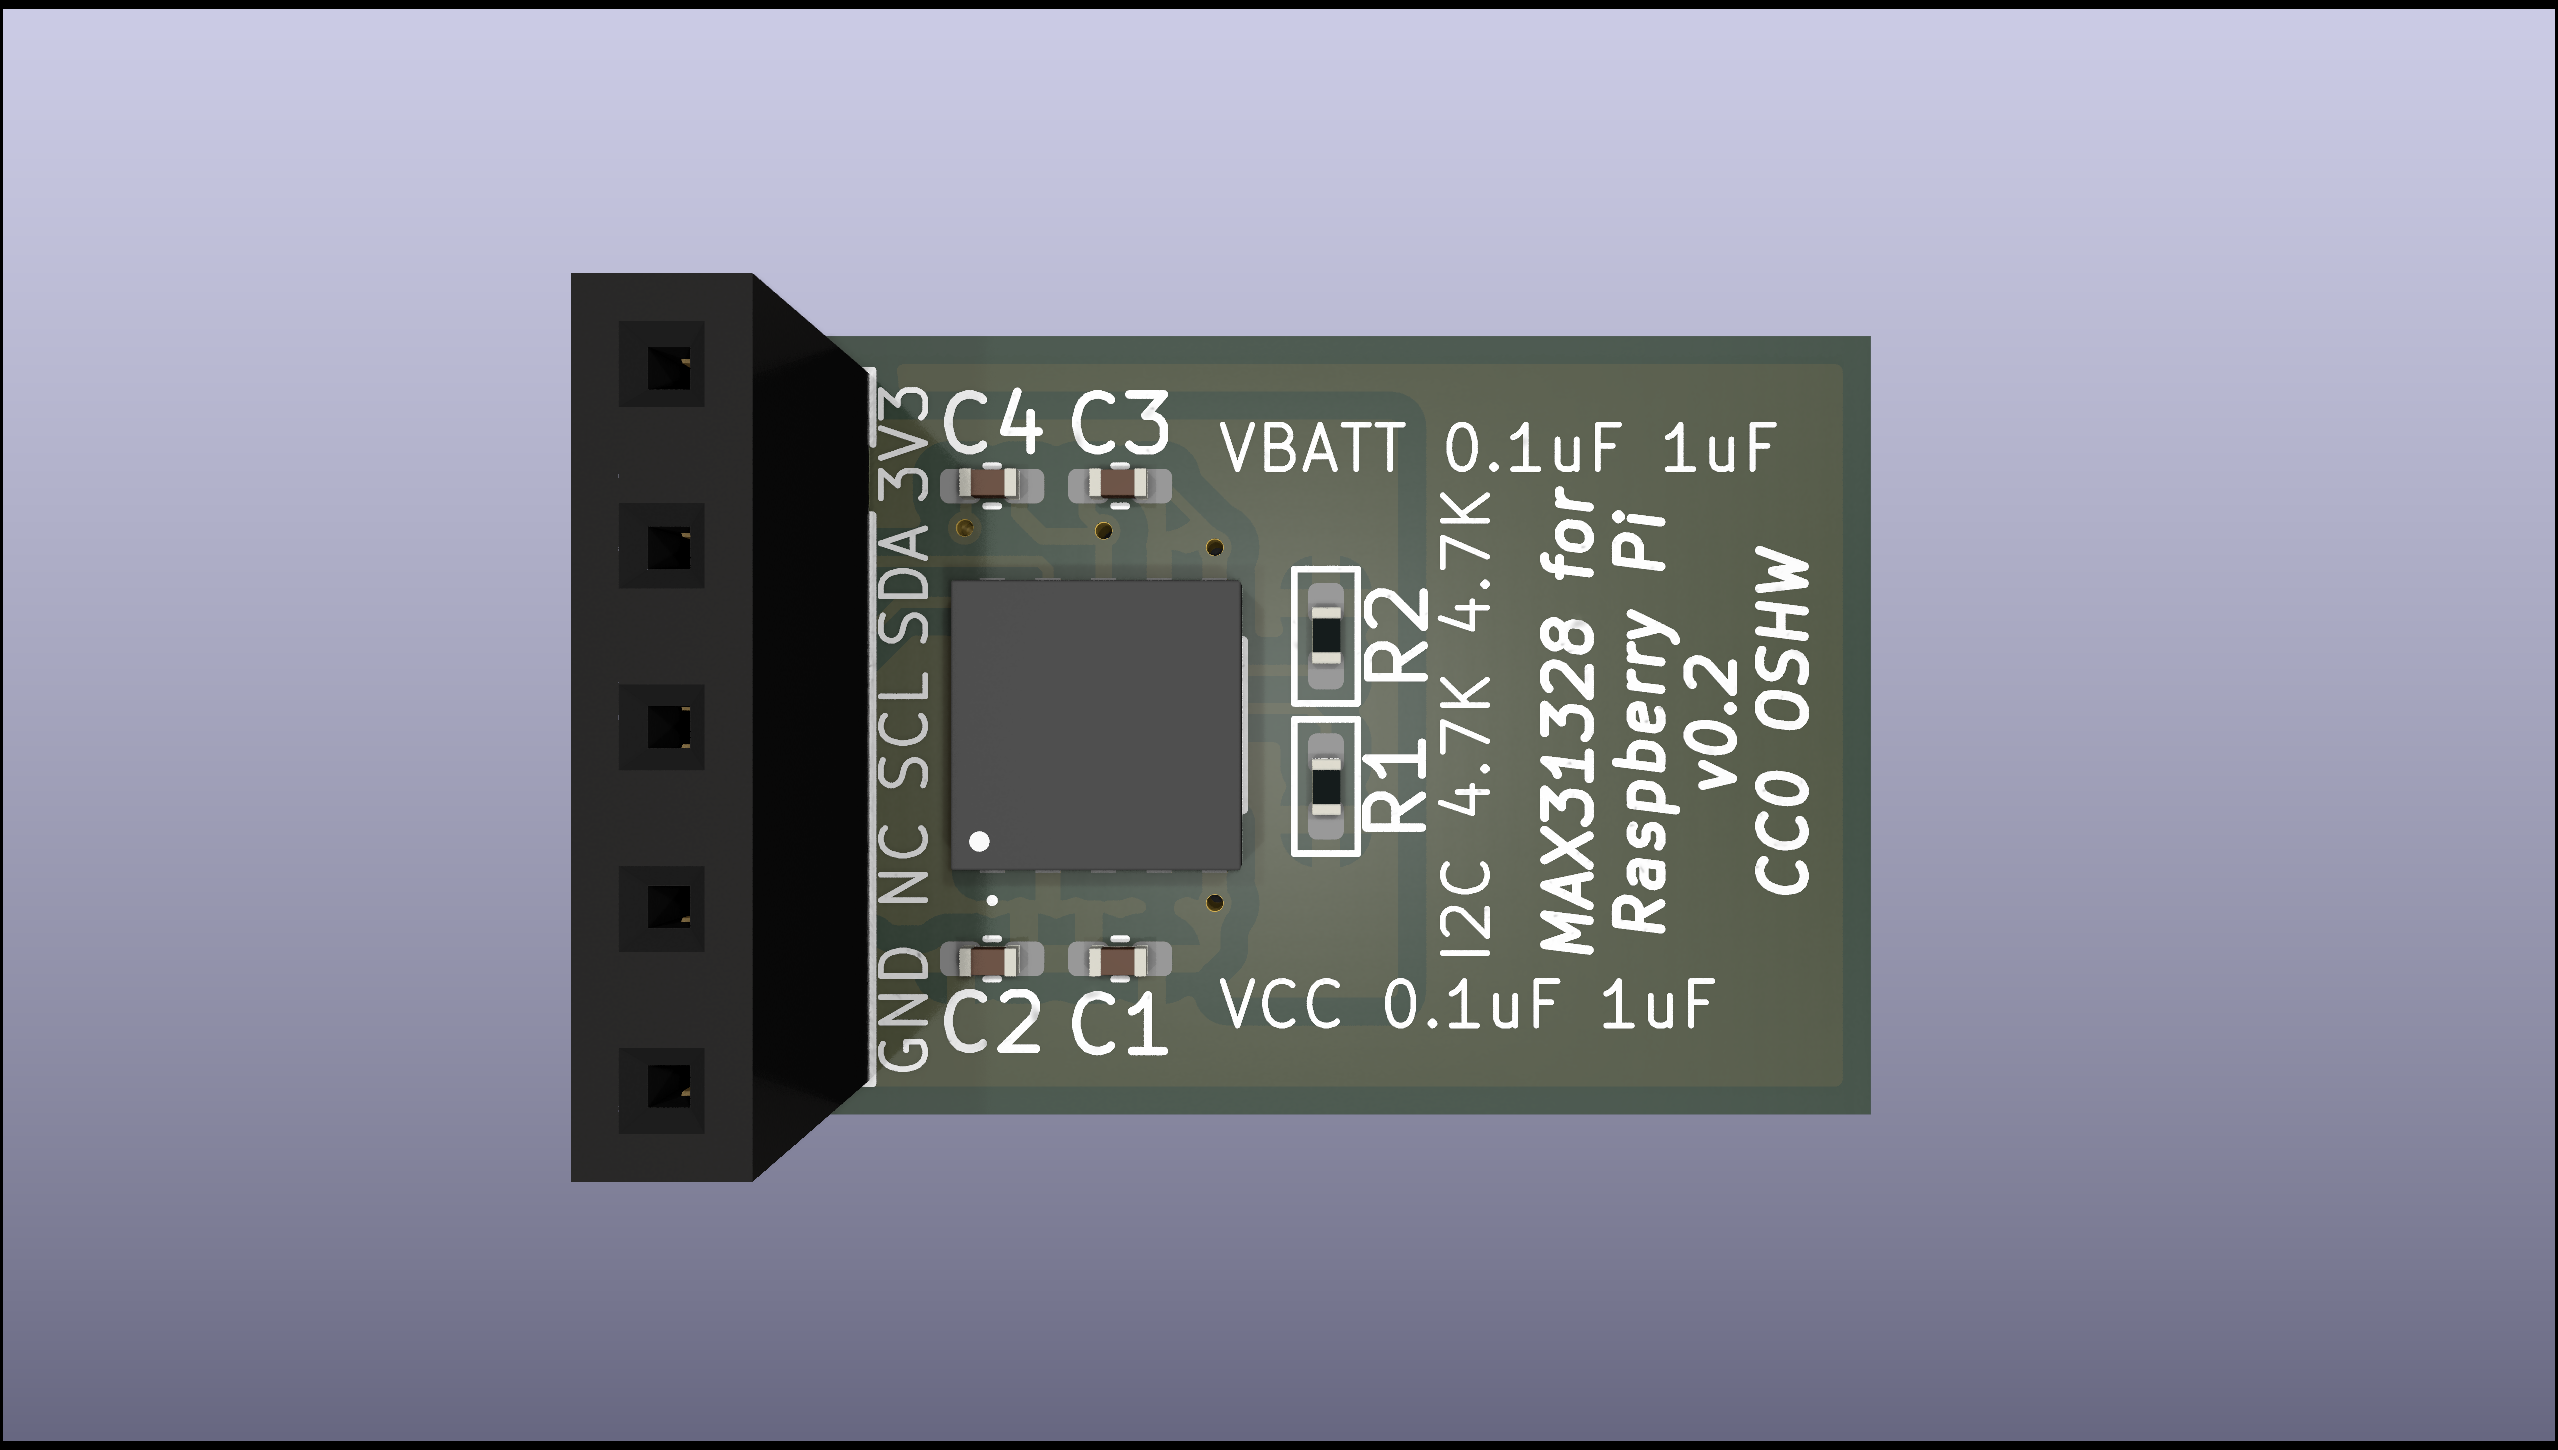 C4 C3
VBATT 0.1uF 1uF
GND NC SCL SDA 3V3
R1 R2
I2C 4.7K 4.7K
MAX31328 for
Raspberry Pi
v0.2
CC0 OSHW
C2 C1
VCC 0.1uF 1uF